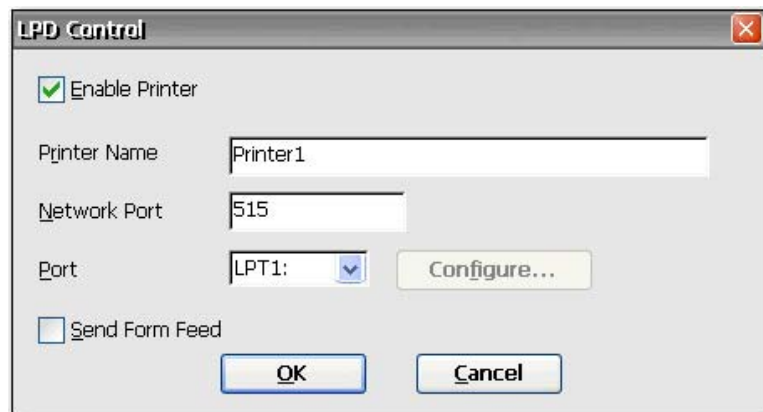 LPD Control
Enable Printer
Printer Name Printer1
Network Port 515
Port LPT1: Configure...
Send Form Feed
OK Cancel